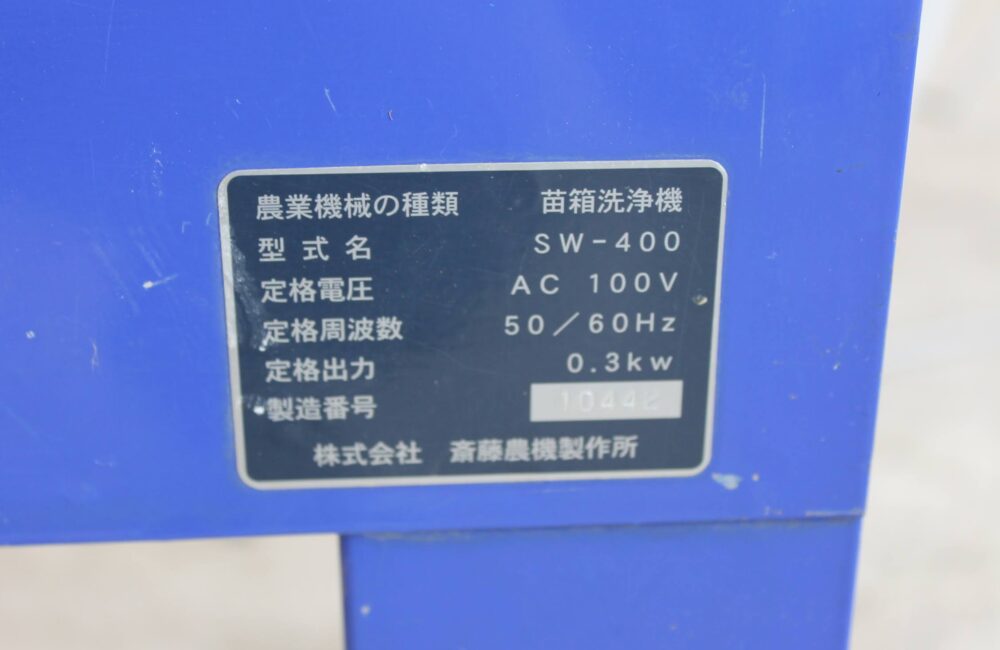 農業機械の種類 苗箱洗浄機
型式名 SW-400
定格電圧 AC 100V
定格周波数 50/60Hz
定格出力 0.3kw
製造番号
株式会社 斎藤農機製作所